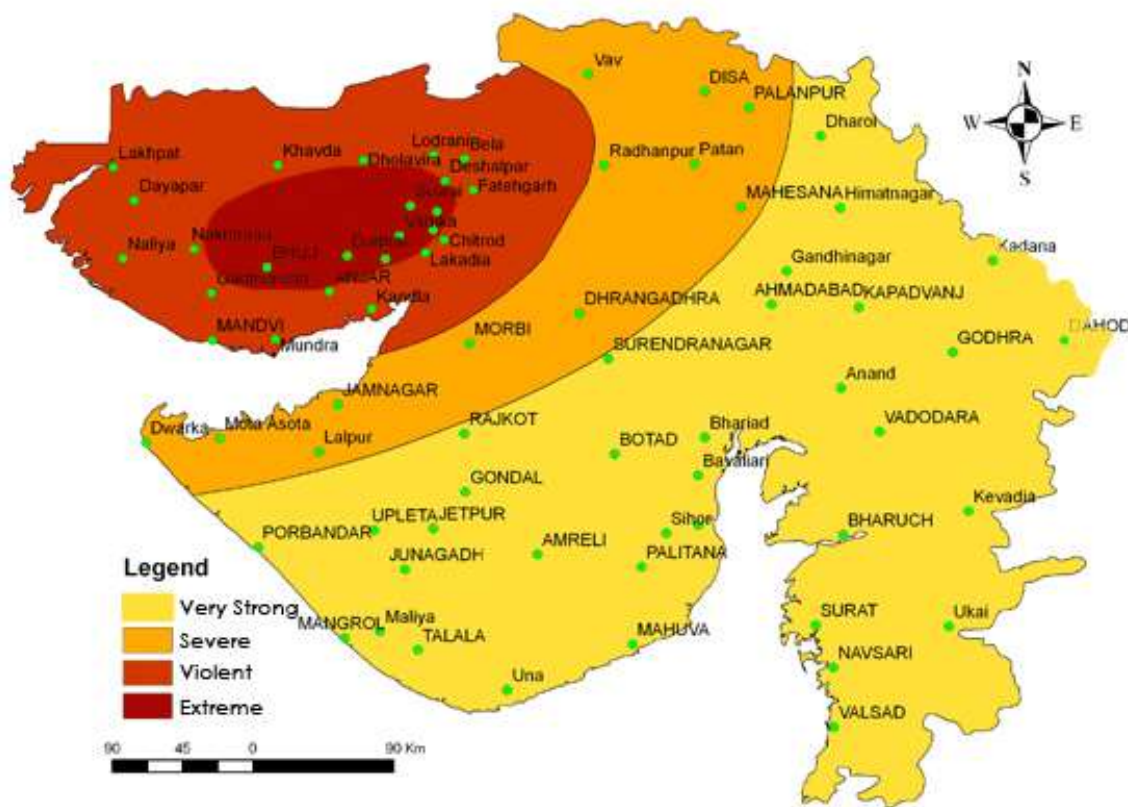 Vav
DISA
PALANPUR
N
W
E
S
Dharoi
Lakhpat
Khavda
Lodrani
Bela
Dholavira
Deshalpar
Radhanpur
Patan
Dayapar
Fatehgarh
MAHESANA
Himatnagar
Naliya
BHUJ
Chitrod
Lakadia
Kadana
Gandhinagar
ANJAR
Kandla
DHRANGADHRA
AHMADABAD
KAPADVANJ
MANDVI
Mundra
MORBI
SURENDRANAGAR
GODHRA
DAHOD
Anand
JAMNAGAR
Dwarka
Mota Asota
Lalpur
RAJKOT
BOTAD
Bhariad
VADODARA
Bavaliari
GONDAL
Kevadia
PORBANDAR
UPLETA
JETPUR
Sihor
BHARUCH
JUNAGADH
AMRELI
PALITANA
Legend
Very Strong
Severe
Violent
Extreme
MANGROL
Maliya
TALALA
MAHUVA
SURAT
Ukai
NAVSARI
Una
VALSAD
90 45 0 90 Km